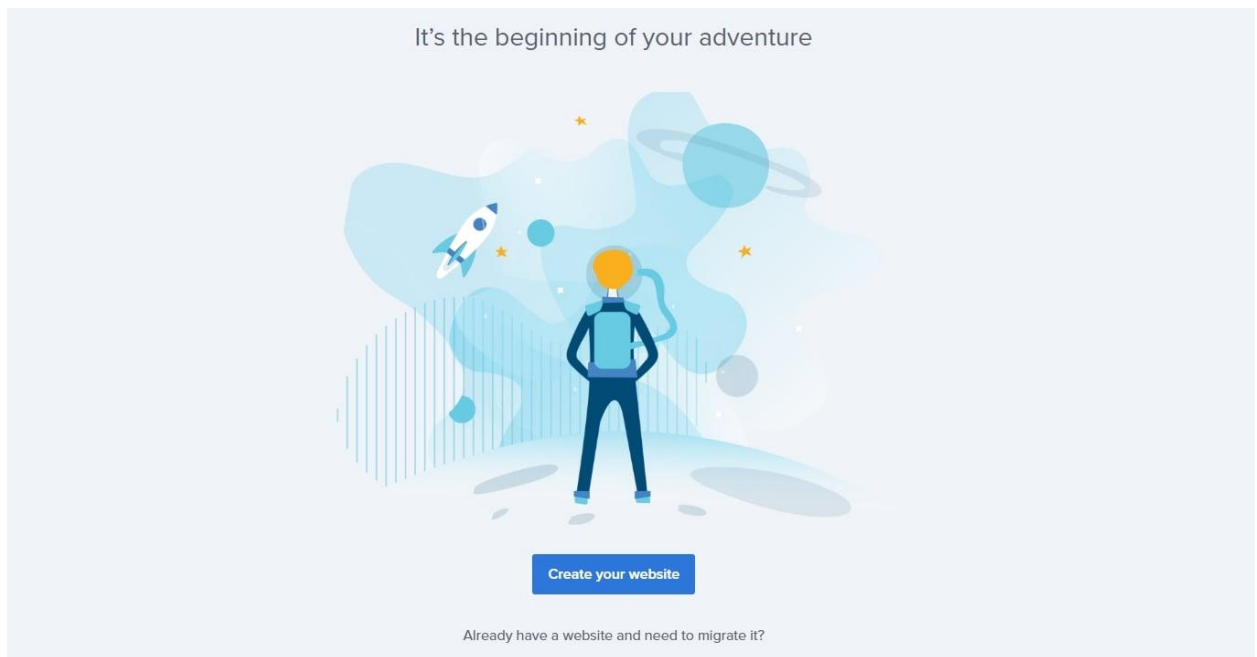 It’s the beginning of your adventure
Create your website
Already have a website and need to migrate it?